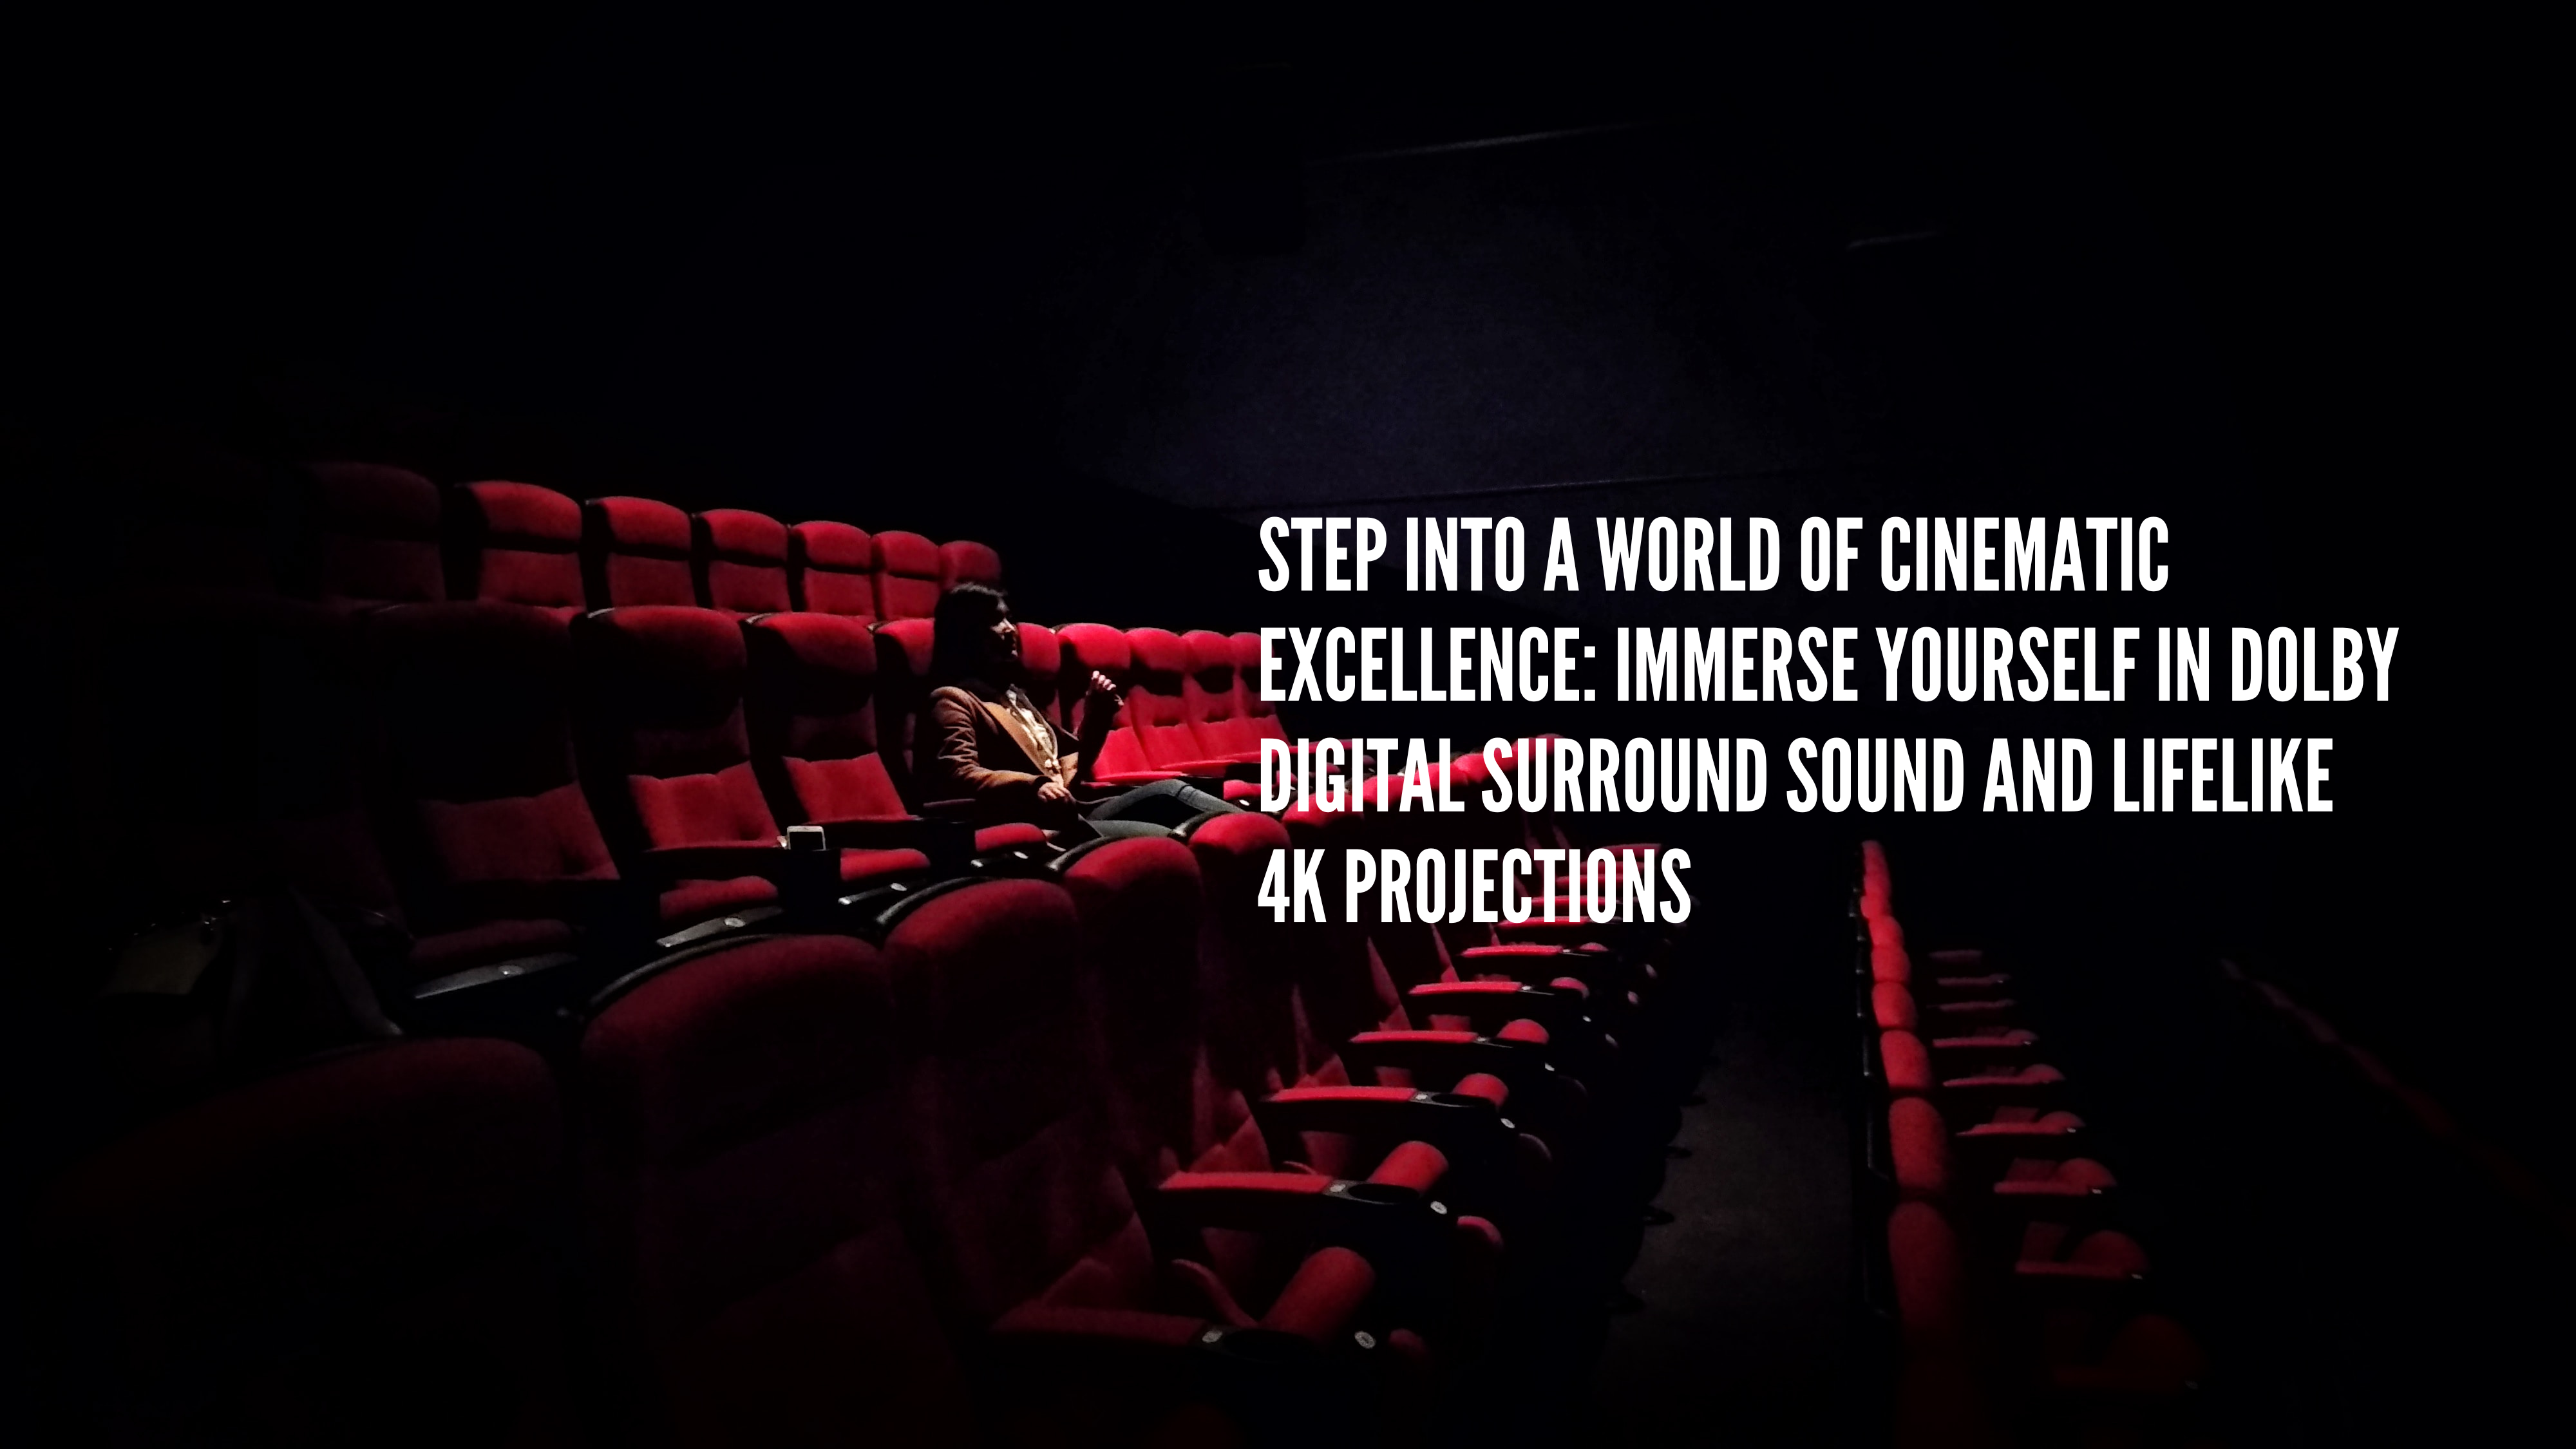 STEP INTO A WORLD OF CINEMATIC
EXCELLENCE: IMMERSE YOURSELF IN DOLBY
DIGITAL SURROUND SOUND AND LIFELIKE
4K PROJECTIONS